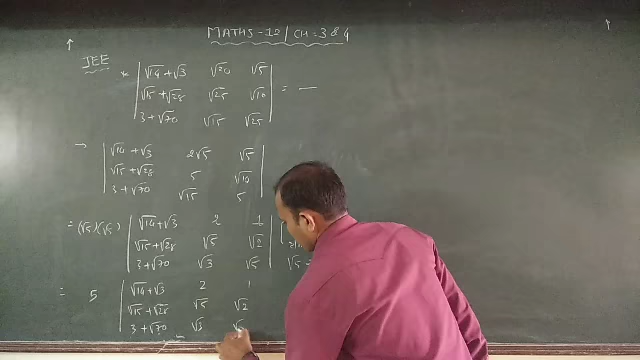 MATHS-12 / CH=3&4
JEE
* | √14+√3 √20 √5 |
| √15+√28 √25 √10 | = —
| 3+√70 √15 √25 |
→ | √14+√3 2√5 √5 |
| √15+√28 5 √10 |
| 3+√70 √15 5 |
= (√5)(√5) | √14+√3 2 1 |
| √15+√28 √5 √2 |
| 3+√70 √3 √5 | √5 =
= 5 | √14+√3 2 1
| √15+√28 √5 √2
| 3+√70 √3 √5